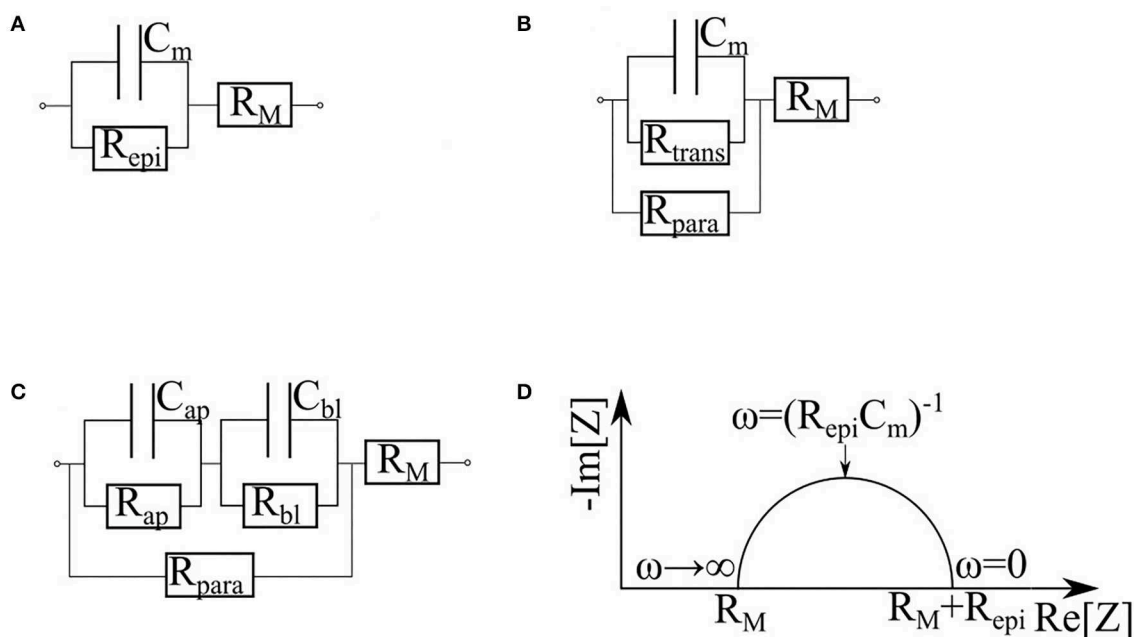 A
C_m
R_epi
R_M
B
C_m
R_trans
R_para
R_M
C
C_ap
C_bl
R_ap
R_bl
R_para
R_M
D
-Im[Z]
ω=(R_epi C_m)^-1
ω→∞
ω=0
R_M
R_M+R_epi
Re[Z]